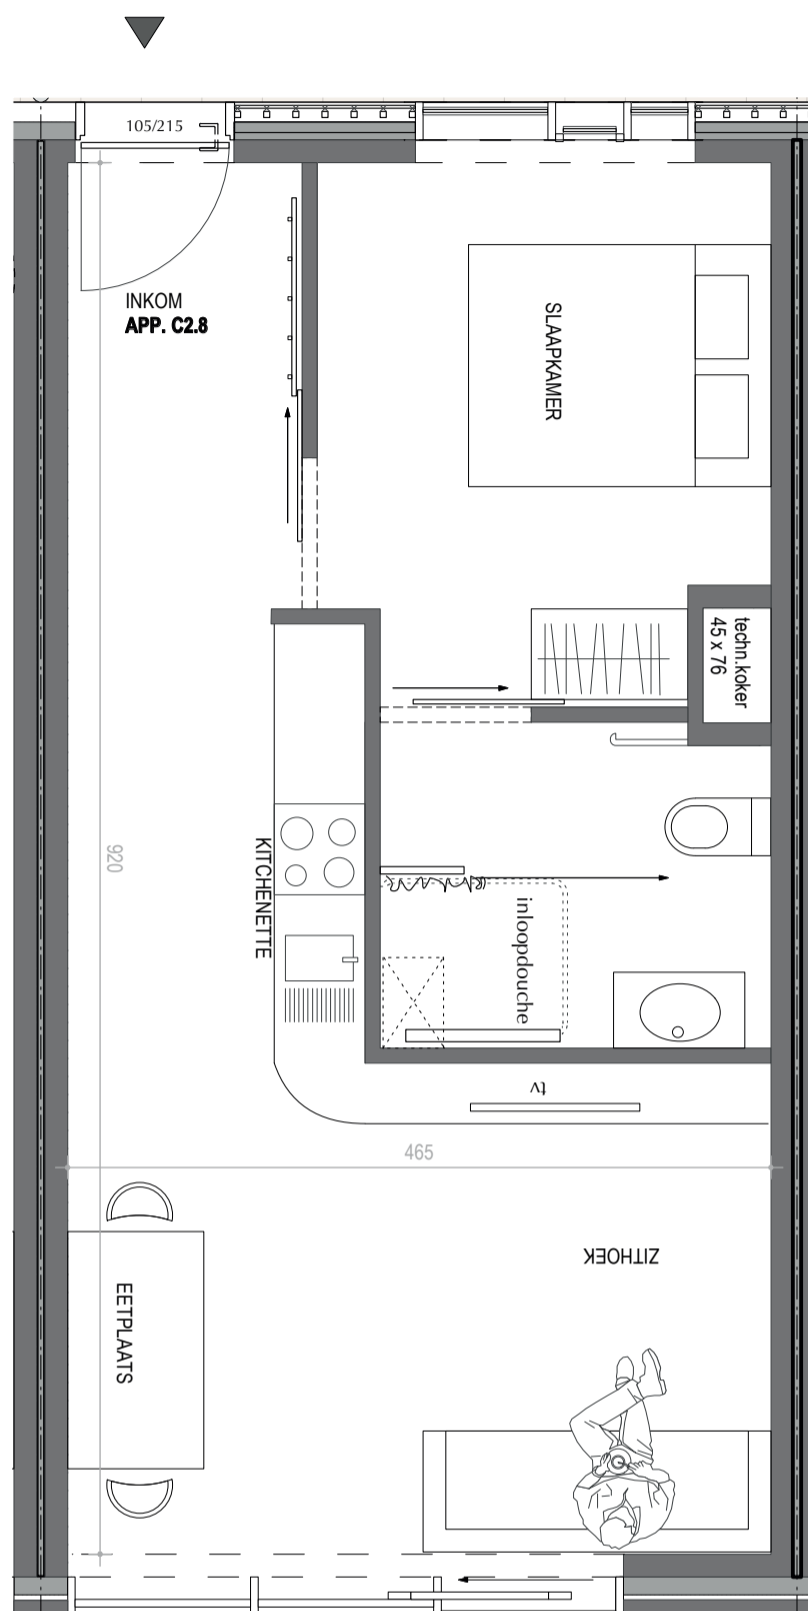 105/215
INKOM
APP. C2.8
SLAAPKAMER
techn.koker
45 x 76
920
KITCHENETTE
inloopdouche
tv
465
ZITHOEK
EETPLAATS